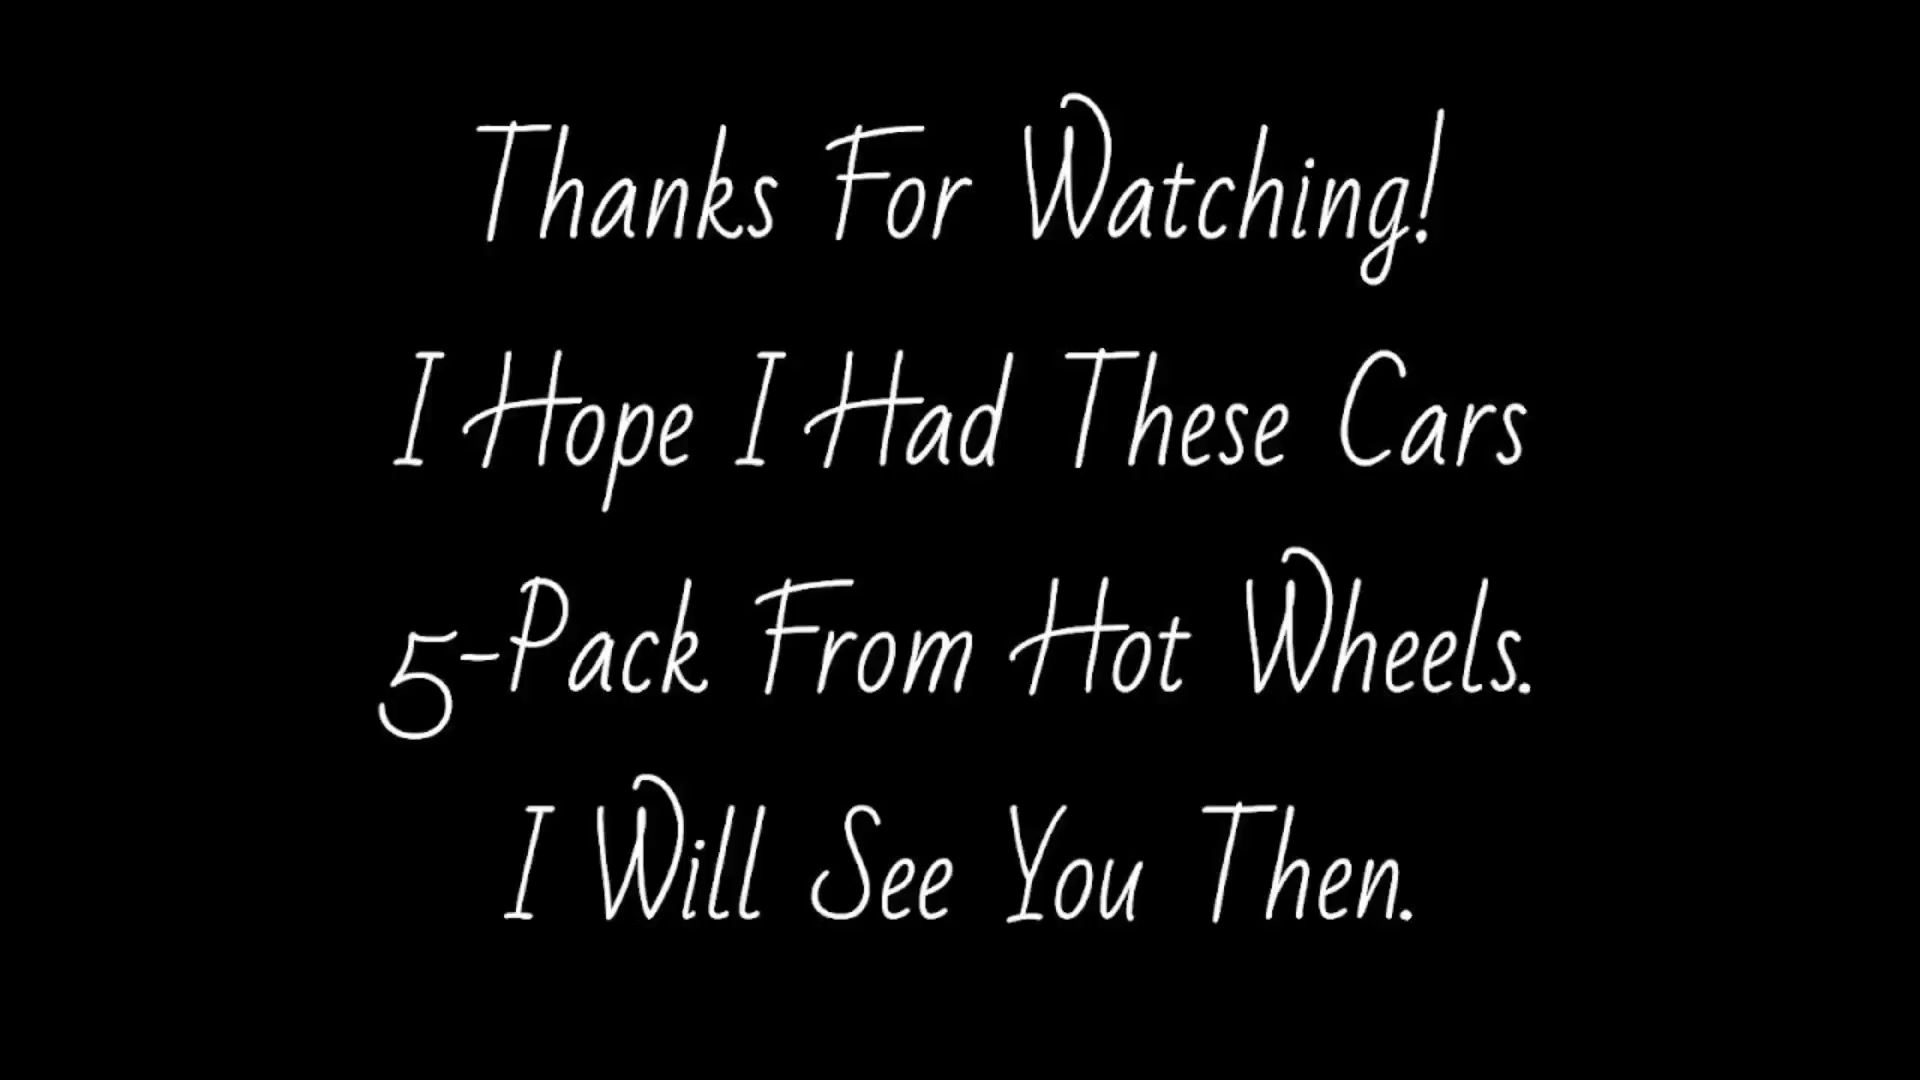 Thanks For Watching!
I Hope I Had These Cars
5-Pack From Hot Wheels.
I Will See You Then.